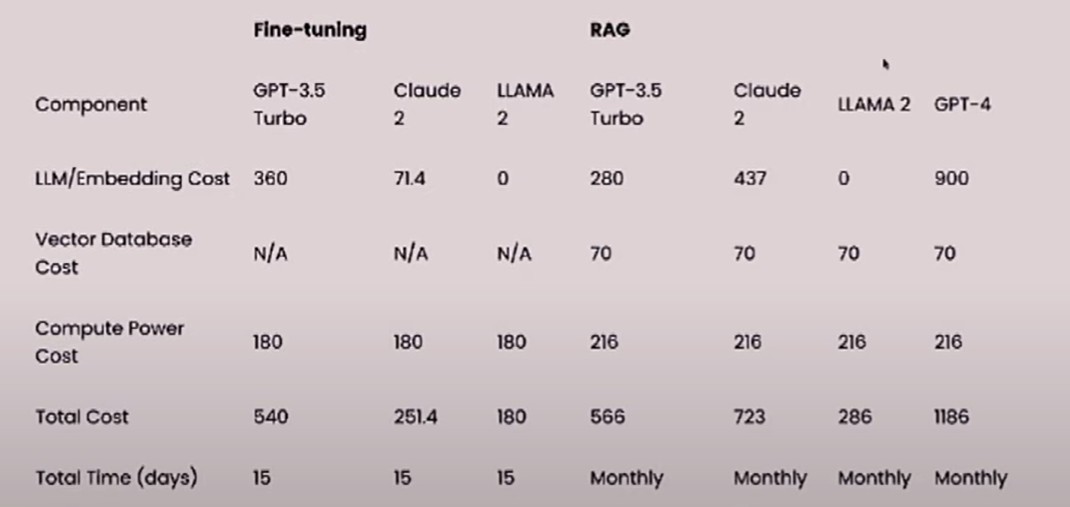 Fine-tuning RAG
Component GPT-3.5 Turbo Claude 2 LLAMA 2 GPT-3.5 Turbo Claude 2 LLAMA 2 GPT-4
LLM/Embedding Cost 360 71.4 0 280 437 0 900
Vector Database Cost N/A N/A N/A 70 70 70 70
Compute Power Cost 180 180 180 216 216 216 216
Total Cost 540 251.4 180 566 723 286 1186
Total Time (days) 15 15 15 Monthly Monthly Monthly Monthly